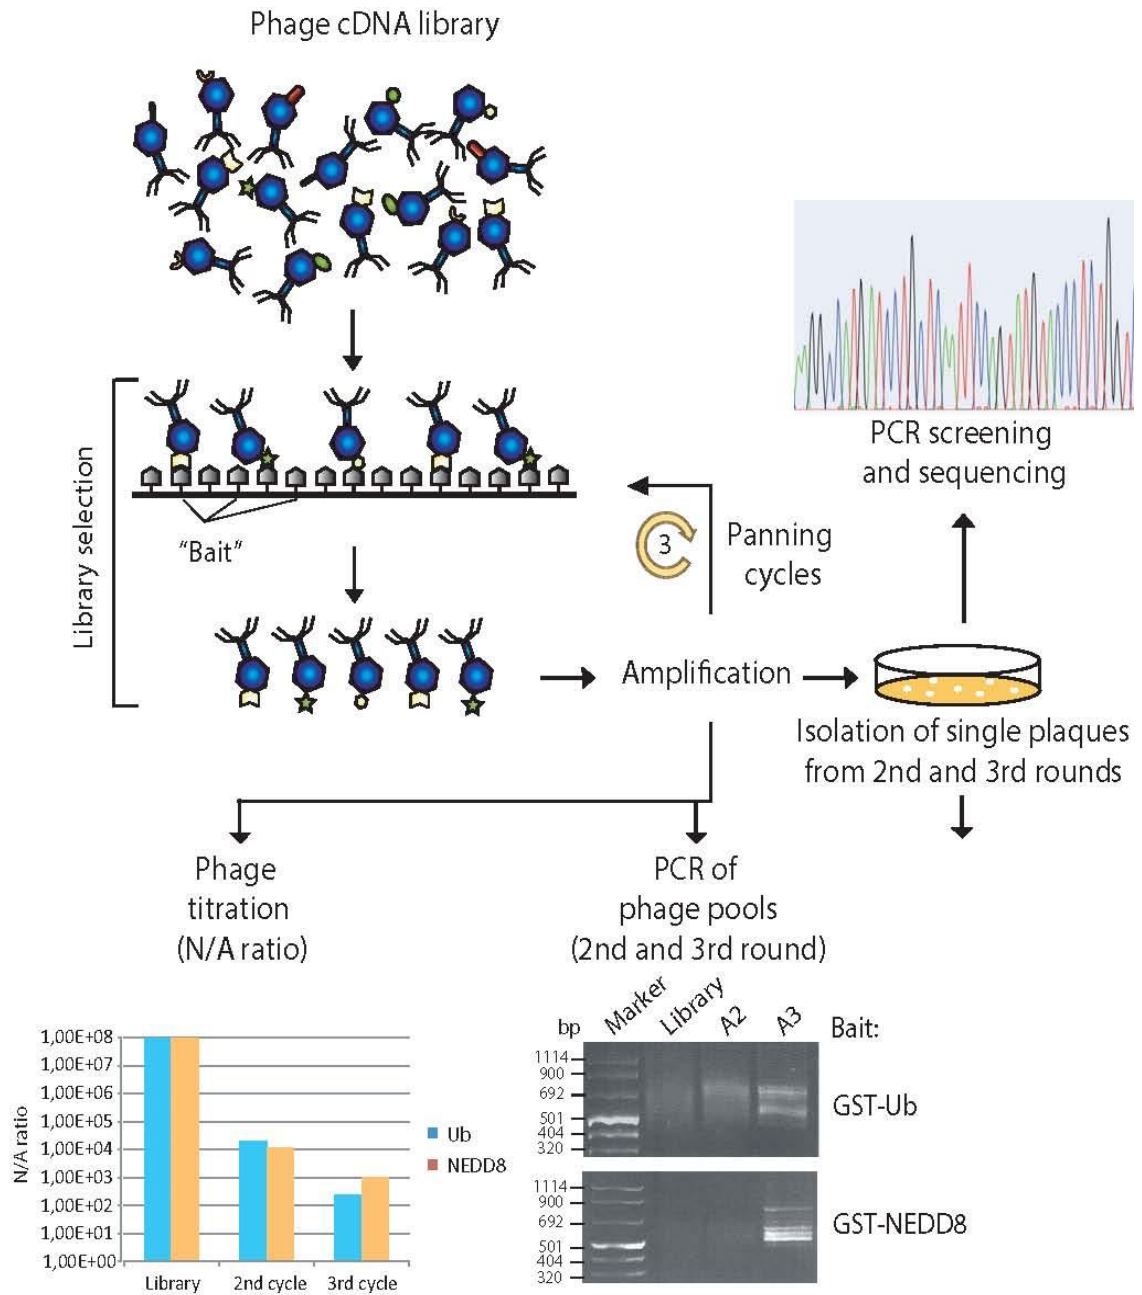 Phage cDNA library
Library selection
"Bait"
3
Panning
cycles
Amplification
PCR screening
and sequencing
Isolation of single plaques
from 2nd and 3rd rounds
Phage
titration
(N/A ratio)
PCR of
phage pools
(2nd and 3rd round)
N/A ratio
1,00E+08
1,00E+07
1,00E+06
1,00E+05
1,00E+04
1,00E+03
1,00E+02
1,00E+01
1,00E+00
Library
2nd cycle
3rd cycle
Ub
NEDD8
bp
Marker
Library
A2
A3
Bait:
1114
900
692
501
404
320
GST-Ub
1114
900
692
501
404
320
GST-NEDD8